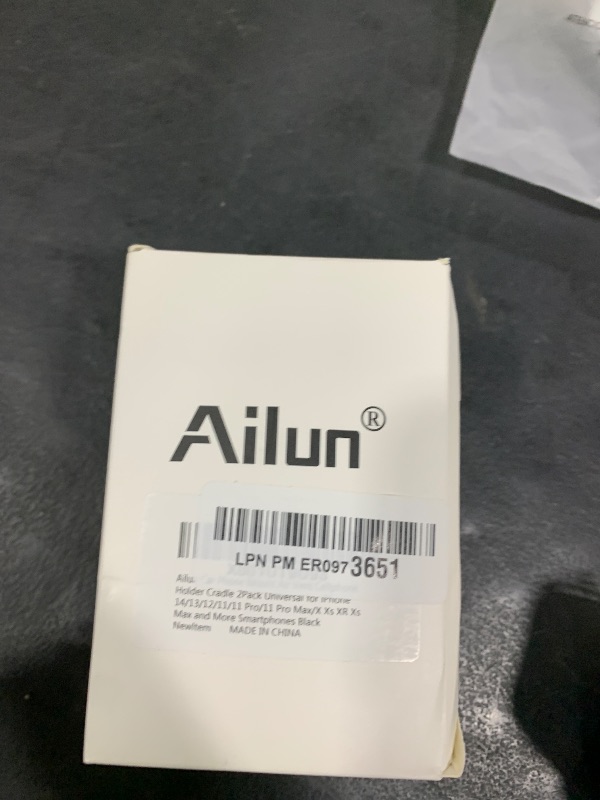 Ailun®
LPN PM ER0973651
Ailu
Holder Cradle 2Pack Universal for iPhone
14/13/12/11/11 Pro/11 Pro Max/X Xs XR Xs
Max and More Smartphones Black
NewItem MADE IN CHINA